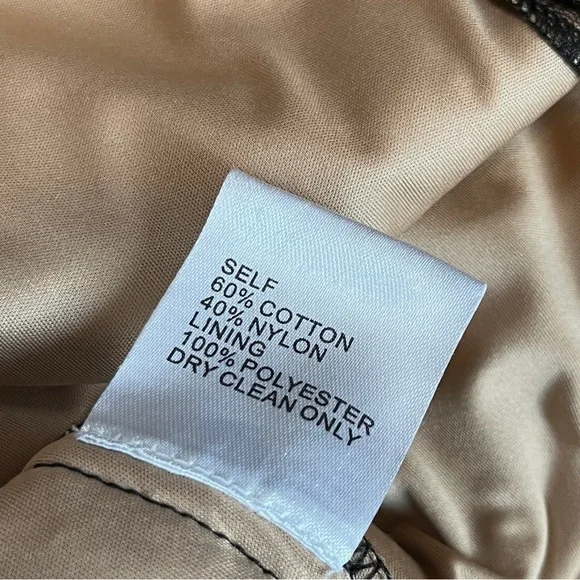 SELF
60% COTTON
40% NYLON
LINING
100% POLYESTER
DRY CLEAN ONLY